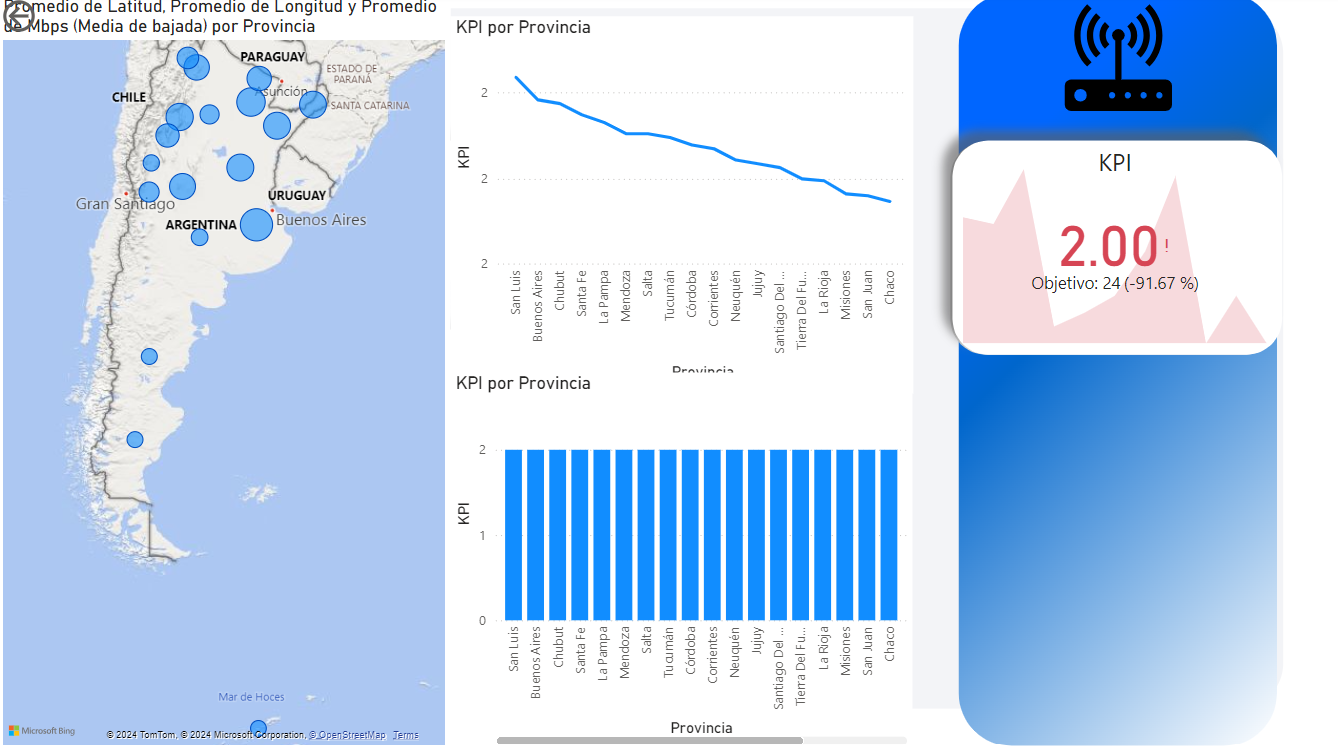 Promedio de Latitud, Promedio de Longitud y Promedio
de Mbps (Media de bajada) por Provincia
PARAGUAY
ESTADO DE
PARANÁ
Asunción
CHILE
SANTA CATARINA
URUGUAY
Gran Santiago
Buenos Aires
ARGENTINA
Mar de Hoces
Microsoft Bing
© 2024 TomTom, © 2024 Microsoft Corporation, © OpenStreetMap Terms
KPI por Provincia
KPI
2
2
2
San Luis
Buenos Aires
Chubut
Santa Fe
La Pampa
Mendoza
Salta
Tucumán
Córdoba
Corrientes
Neuquén
Jujuy
Santiago Del ...
Tierra Del Fu...
La Rioja
Misiones
San Juan
Chaco
Provincia
KPI por Provincia
KPI
2
1
0
San Luis
Buenos Aires
Chubut
Santa Fe
La Pampa
Mendoza
Salta
Tucumán
Córdoba
Corrientes
Neuquén
Jujuy
Santiago Del ...
Tierra Del Fu...
La Rioja
Misiones
San Juan
Chaco
Provincia
KPI
2.00 !
Objetivo: 24 (-91.67 %)